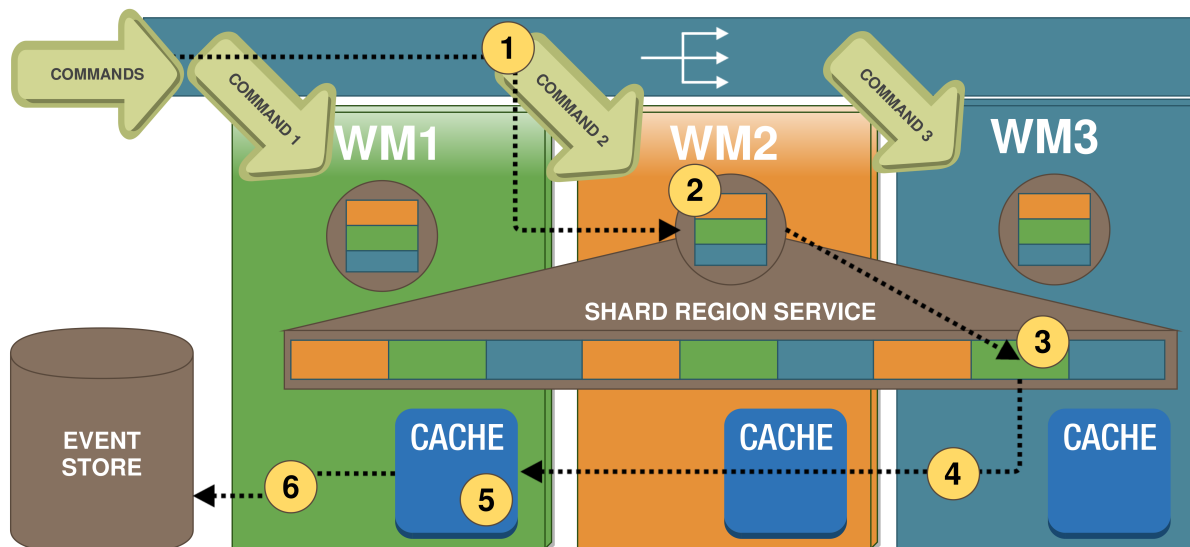 1
COMMANDS
COMMAND 1
COMMAND 2
COMMAND 3
WM1
WM2
WM3
2
SHARD REGION SERVICE
3
EVENT
STORE
CACHE
CACHE
CACHE
4
5
6